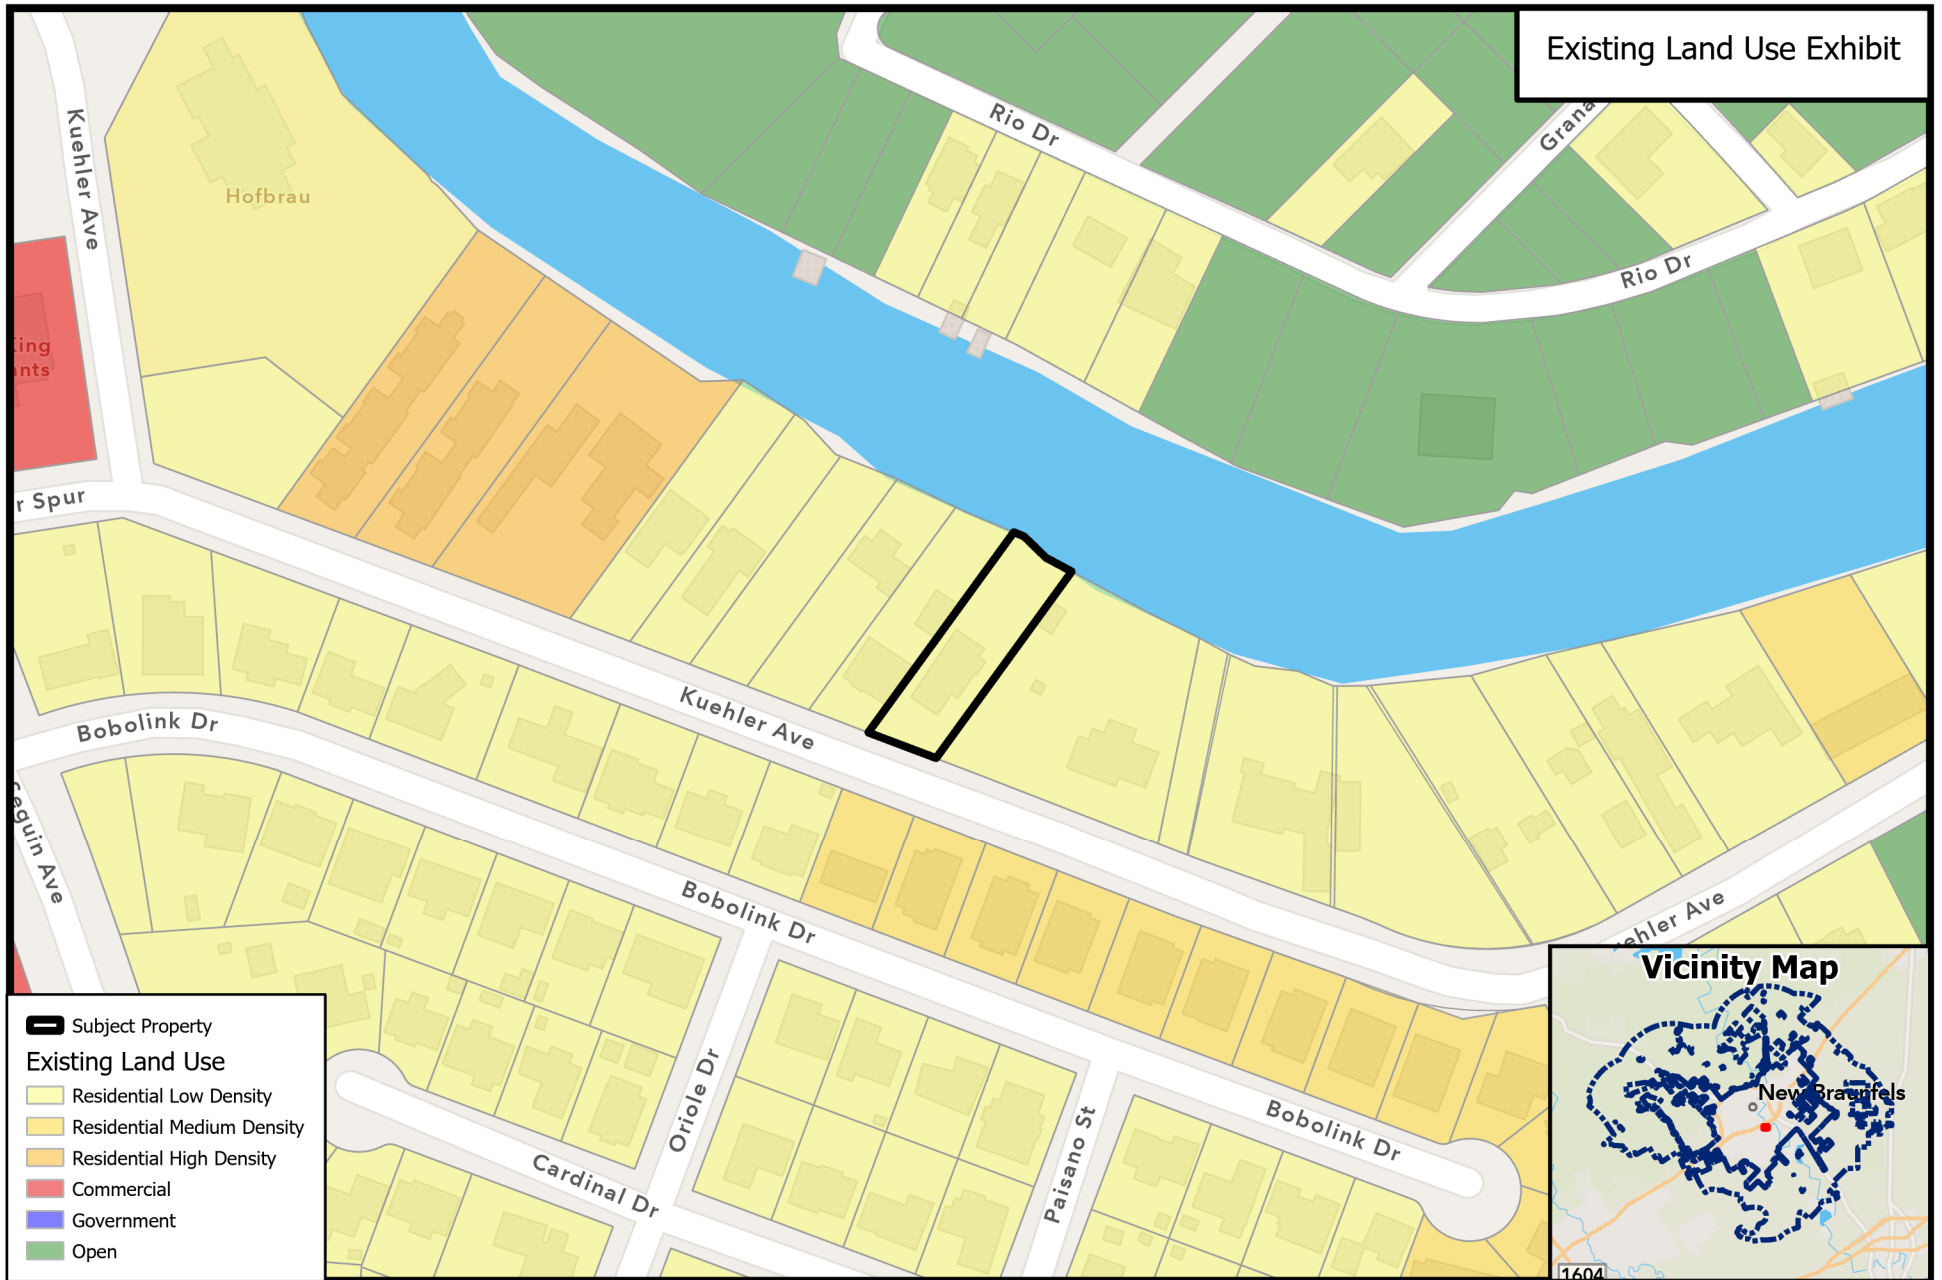 Existing Land Use Exhibit
Rio Dr
Grana
Kuehler Ave
Hofbrau
Rio Dr
King
ants
r Spur
Kuehler Ave
Bobolink Dr
Seguin Ave
Bobolink Dr
ehler Ave
Oriole Dr
Paisano St
Bobolink Dr
Cardinal Dr
Subject Property
Existing Land Use
Residential Low Density
Residential Medium Density
Residential High Density
Commercial
Government
Open
Vicinity Map
New Braunfels
1604